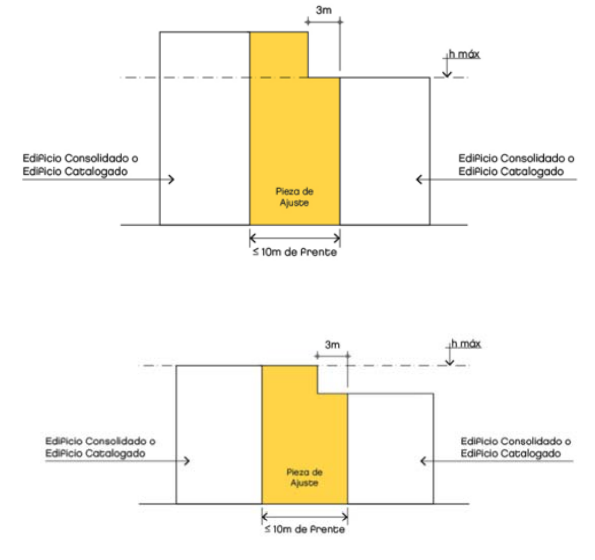 3m
h máx
Edificio Consolidado o
Edificio Catalogado
Edificio Consolidado o
Edificio Catalogado
Pieza de
Ajuste
≤ 10m de Frente
3m
h máx
Edificio Consolidado o
Edificio Catalogado
Edificio Consolidado o
Edificio Catalogado
Pieza de
Ajuste
≤ 10m de Frente